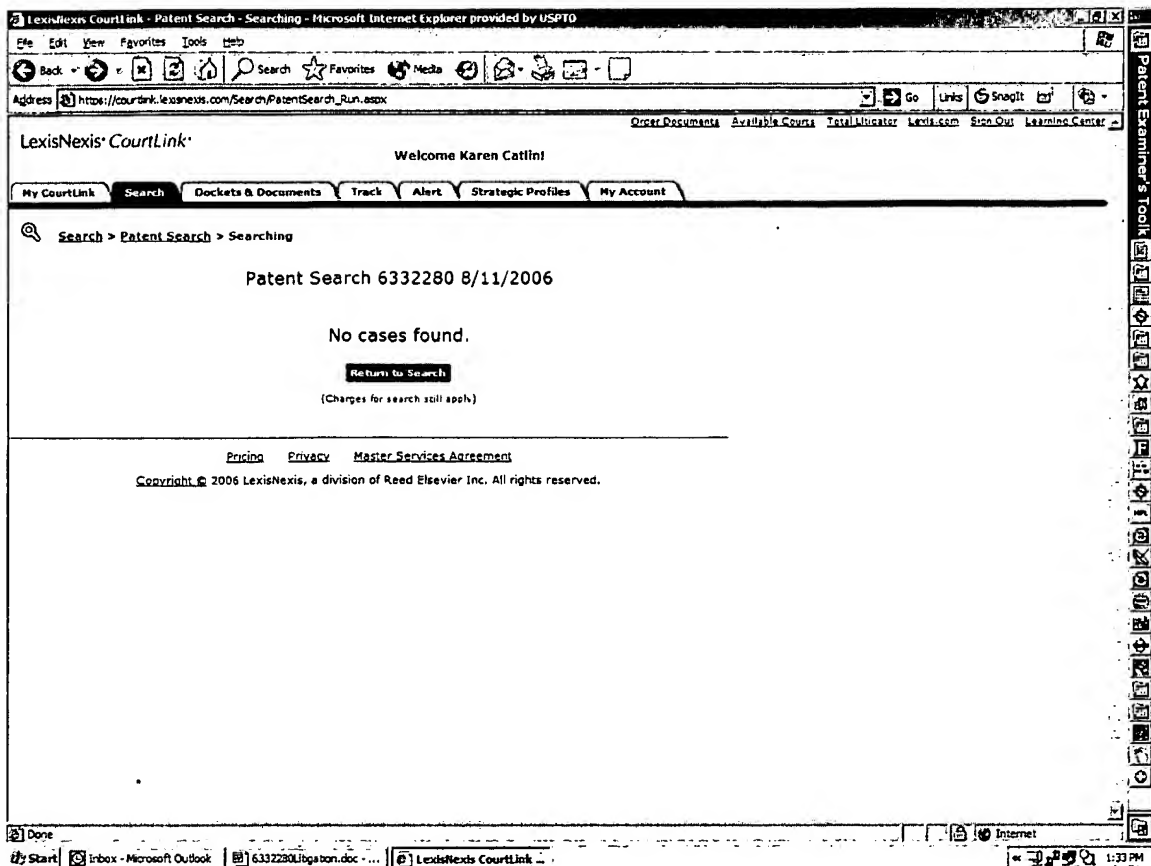 LexisNexis CourtLink - Patent Search - Searching - Microsoft Internet Explorer provided by USPTO
File Edit View Favorites Tools Help
Back Search Favorites Media
Address https://courtlink.lexisnexis.com/Search/PatentSearch_Run.aspx Go Links SnagIt
Order Documents Available Courts TotalLitigator Lexis.com Sign Out Learning Center
LexisNexis CourtLink
Welcome Karen Catlin!
My CourtLink Search Dockets & Documents Track Alert Strategic Profiles My Account
Search > Patent Search > Searching
Patent Search 6332280 8/11/2006
No cases found.
Return to Search
(Charges for search still apply)
Pricing Privacy Master Services Agreement
Copyright © 2006 LexisNexis, a division of Reed Elsevier Inc. All rights reserved.
Patent Examiner's Toolk
F
Done Internet
Start Inbox - Microsoft Outlook 6332280Litigation.doc - ... LexisNexis CourtLink ... 1:33 PM